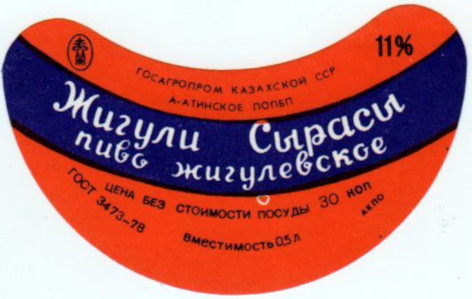 11%
ГОСАГРОПРОМ КАЗАХСКОЙ ССР
А-АТИНСКОЕ ПОПБП
Жигули Сырасы
пиво жигулевское
ЦЕНА БЕЗ СТОИМОСТИ ПОСУДЫ 30 КОП
ГОСТ 3473-78
Вместимость 0,5 л
АКПО